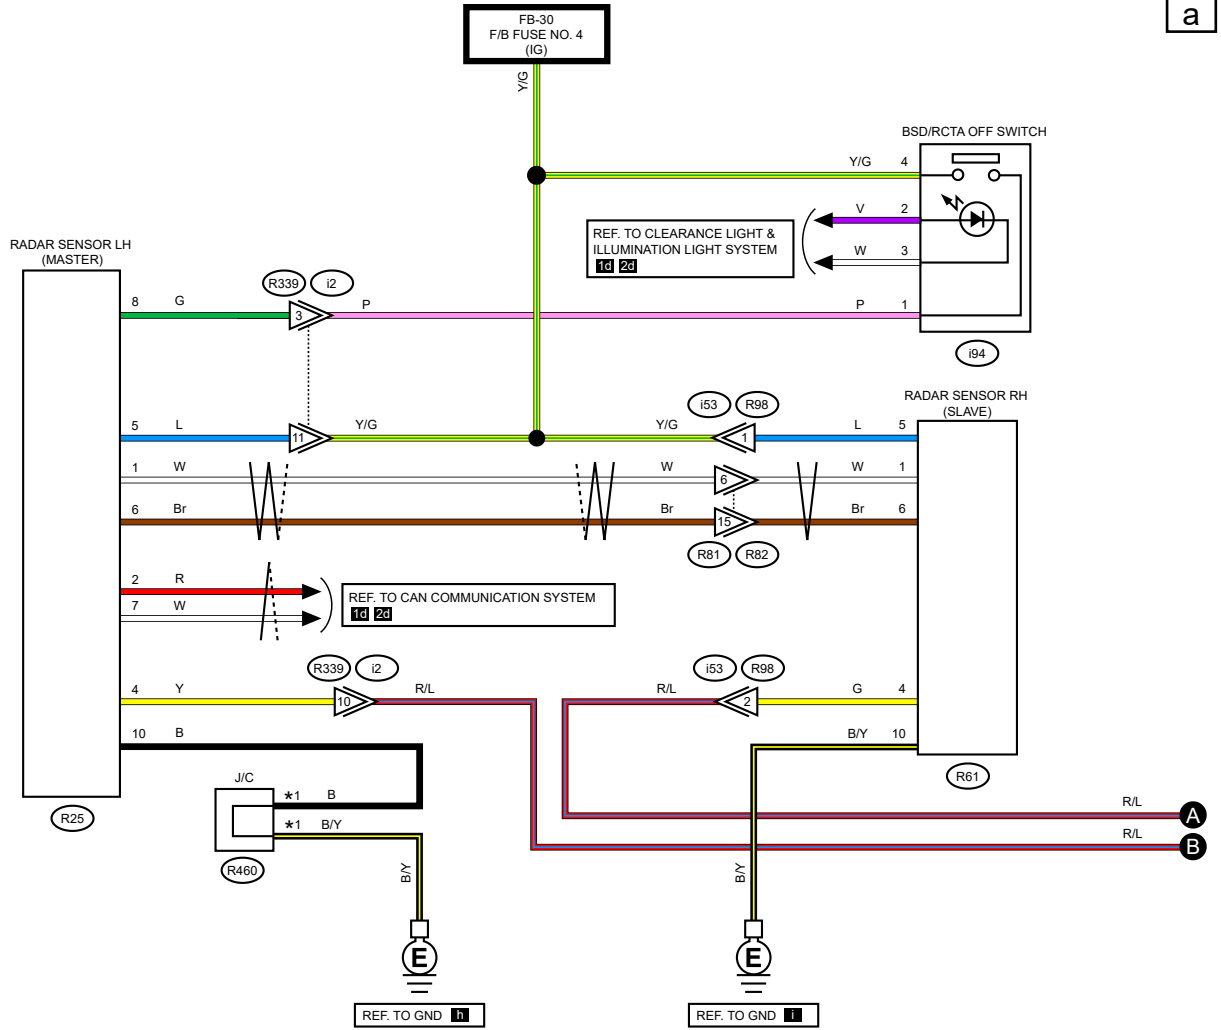 a
FB-30
F/B FUSE NO. 4
(IG)
Y/G
BSD/RCTA OFF SWITCH
Y/G 4
V 2
REF. TO CLEARANCE LIGHT &
ILLUMINATION LIGHT SYSTEM
1d 2d
W 3
RADAR SENSOR LH
(MASTER)
R339 i2
8 G 3 P P 1
i94
RADAR SENSOR RH
(SLAVE)
i53 R98
5 L 11 Y/G Y/G 1 L 5
1 W W 6 W 1
6 Br Br 15 Br 6
R81 R82
2 R
7 W
REF. TO CAN COMMUNICATION SYSTEM
1d 2d
R339 i2 i53 R98
4 Y 10 R/L R/L 2 G 4
10 B B/Y 10
R61
J/C
*1 B
*1 B/Y
R25
R460
R/L A
R/L B
B/Y B/Y
E E
REF. TO GND h REF. TO GND i